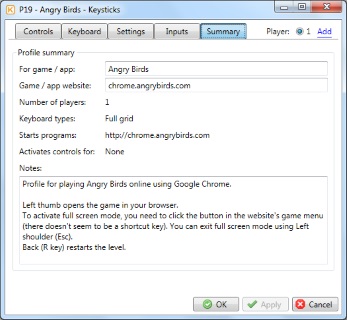 P19 - Angry Birds - Keysticks
Controls Keyboard Settings Inputs Summary Player: 1 Add
Profile summary
For game / app: Angry Birds
Game / app website: chrome.angrybirds.com
Number of players: 1
Keyboard types: Full grid
Starts programs: http://chrome.angrybirds.com
Activates controls for: None
Notes:
Profile for playing Angry Birds online using Google Chrome.
Left thumb opens the game in your browser.
To activate full screen mode, you need to click the button in the website's game menu
(there doesn't seem to be a shortcut key). You can exit full screen mode using Left
shoulder (Esc).
Back (R key) restarts the level.
OK Apply Cancel